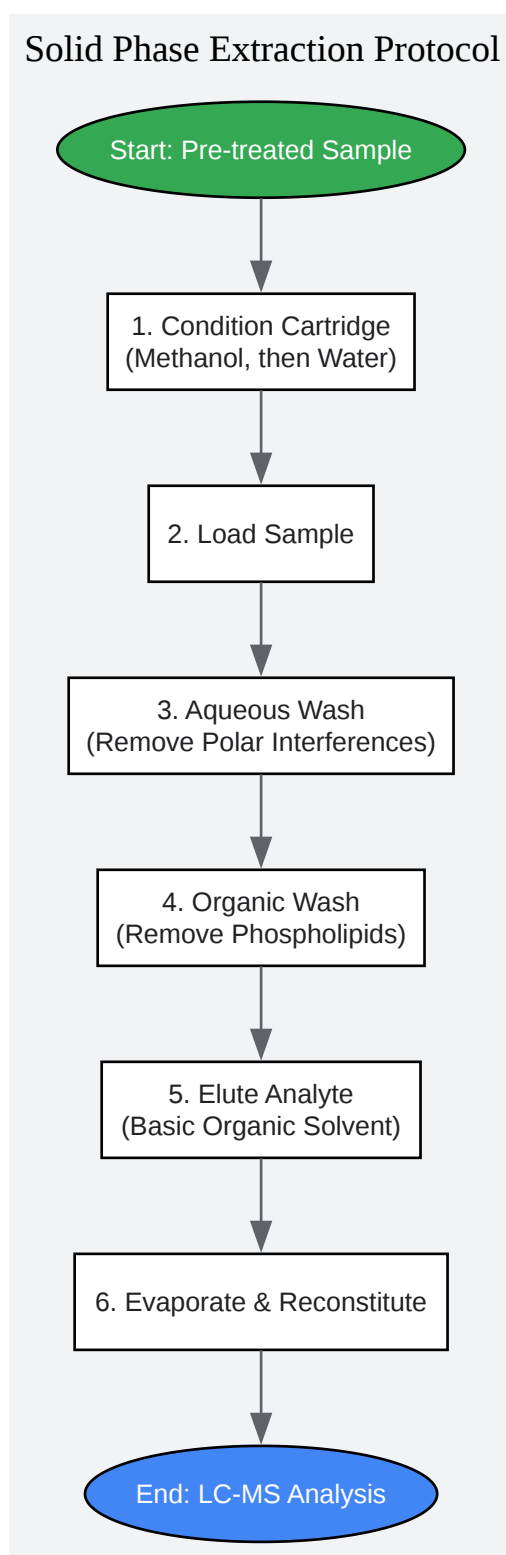 Solid Phase Extraction Protocol
Start: Pre-treated Sample
1. Condition Cartridge
(Methanol, then Water)
2. Load Sample
3. Aqueous Wash
(Remove Polar Interferences)
4. Organic Wash
(Remove Phospholipids)
5. Elute Analyte
(Basic Organic Solvent)
6. Evaporate & Reconstitute
End: LC-MS Analysis